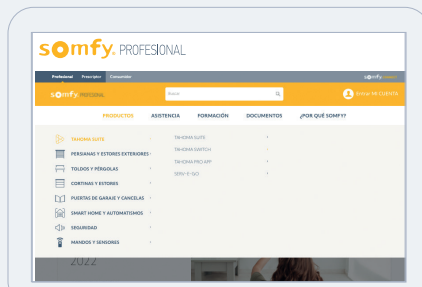 somfy. PROFESIONAL
Profesional Prescriptor Consumidor
somfy. PROFESIONAL Buscar Entrar MI CUENTA
PRODUCTOS ASISTENCIA FORMACIÓN DOCUMENTOS ¿POR QUÉ SOMFY?
TAHOMA SUITE
PERSIANAS Y ESTORES EXTERIORES
TOLDOS Y PÉRGOLAS
CORTINAS Y ESTORES
PUERTAS DE GARAJE Y CANCELAS
SMART HOME Y AUTOMATISMOS
SEGURIDAD
MANDOS Y SENSORES
TAHOMA SUITE
TAHOMA SWITCH
TAHOMA PRO APP
SERV-E-GO
2022